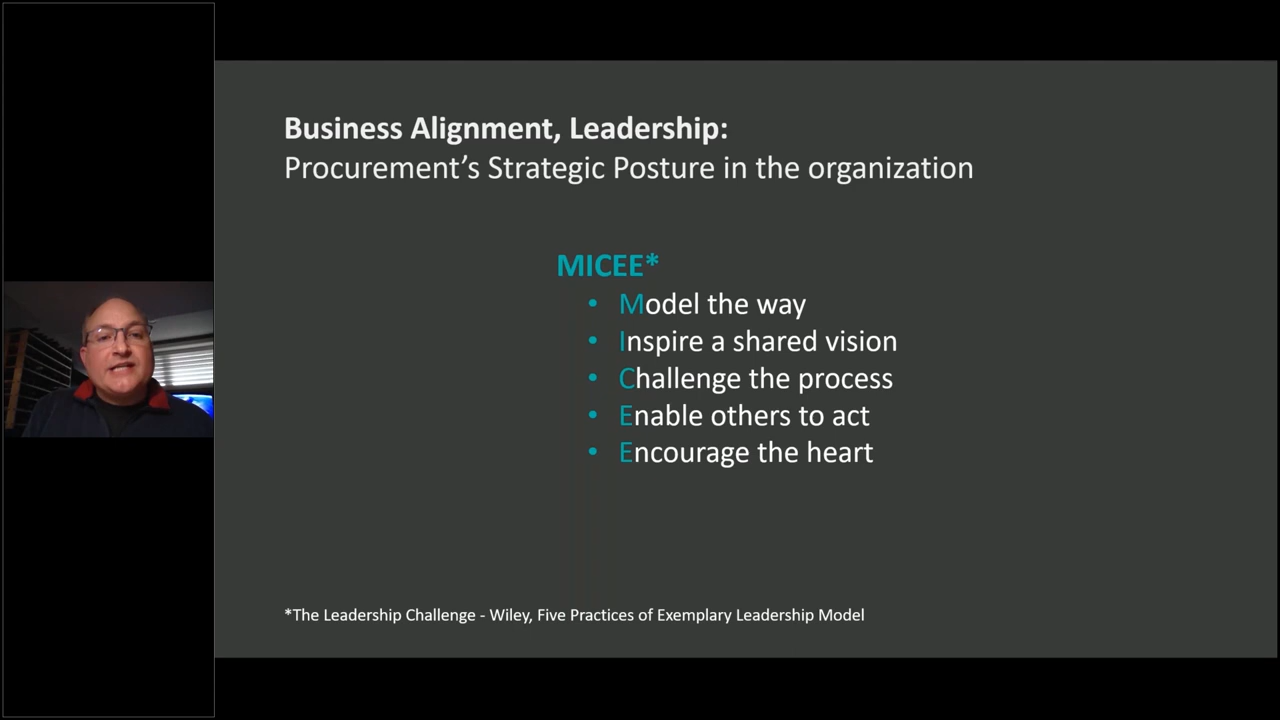 Business Alignment, Leadership:
Procurement’s Strategic Posture in the organization
MICEE*
• Model the way
• Inspire a shared vision
• Challenge the process
• Enable others to act
• Encourage the heart
*The Leadership Challenge - Wiley, Five Practices of Exemplary Leadership Model